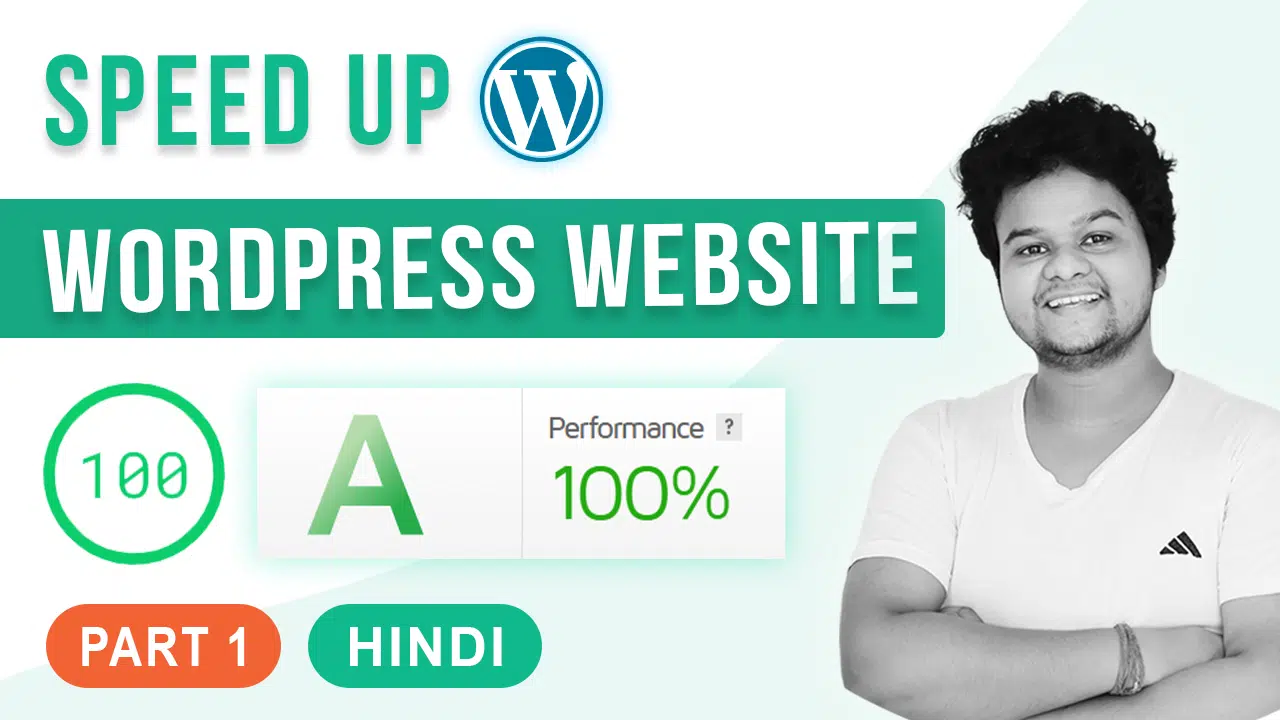 SPEED UP
WORDPRESS WEBSITE
100
A
Performance ?
100%
PART 1
HINDI